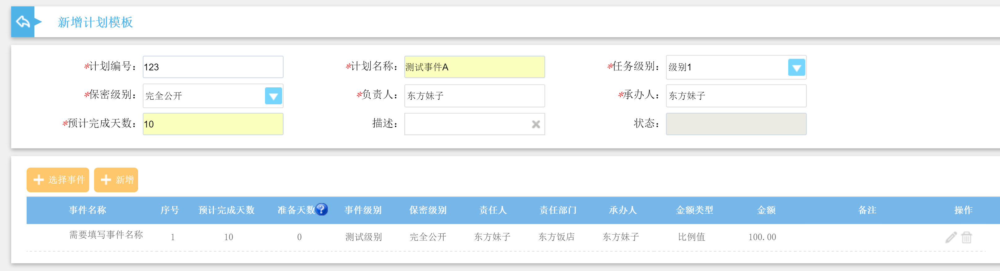 新增计划模板
*计划编号： 123 *计划名称： 测试事件A *任务级别： 级别1
*保密级别： 完全公开 *负责人： 东方妹子 *承办人： 东方妹子
*预计完成天数： 10 描述： 状态：
选择事件 新增
事件名称 序号 预计完成天数 准备天数 ? 事件级别 保密级别 责任人 责任部门 承办人 金额类型 金额 备注 操作
需要填写事件名称 1 10 0 测试级别 完全公开 东方妹子 东方饭店 东方妹子 比例值 100.00